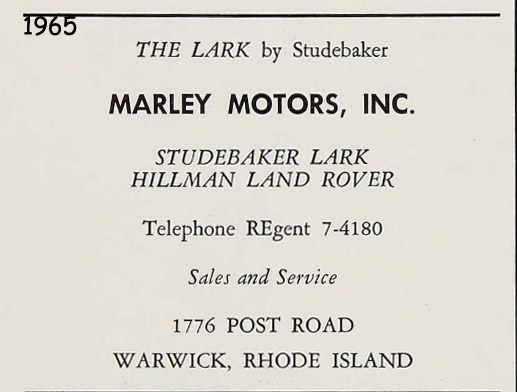 1965
THE LARK by Studebaker
MARLEY MOTORS, INC.
STUDEBAKER LARK
HILLMAN LAND ROVER
Telephone REgent 7-4180
Sales and Service
1776 POST ROAD
WARWICK, RHODE ISLAND